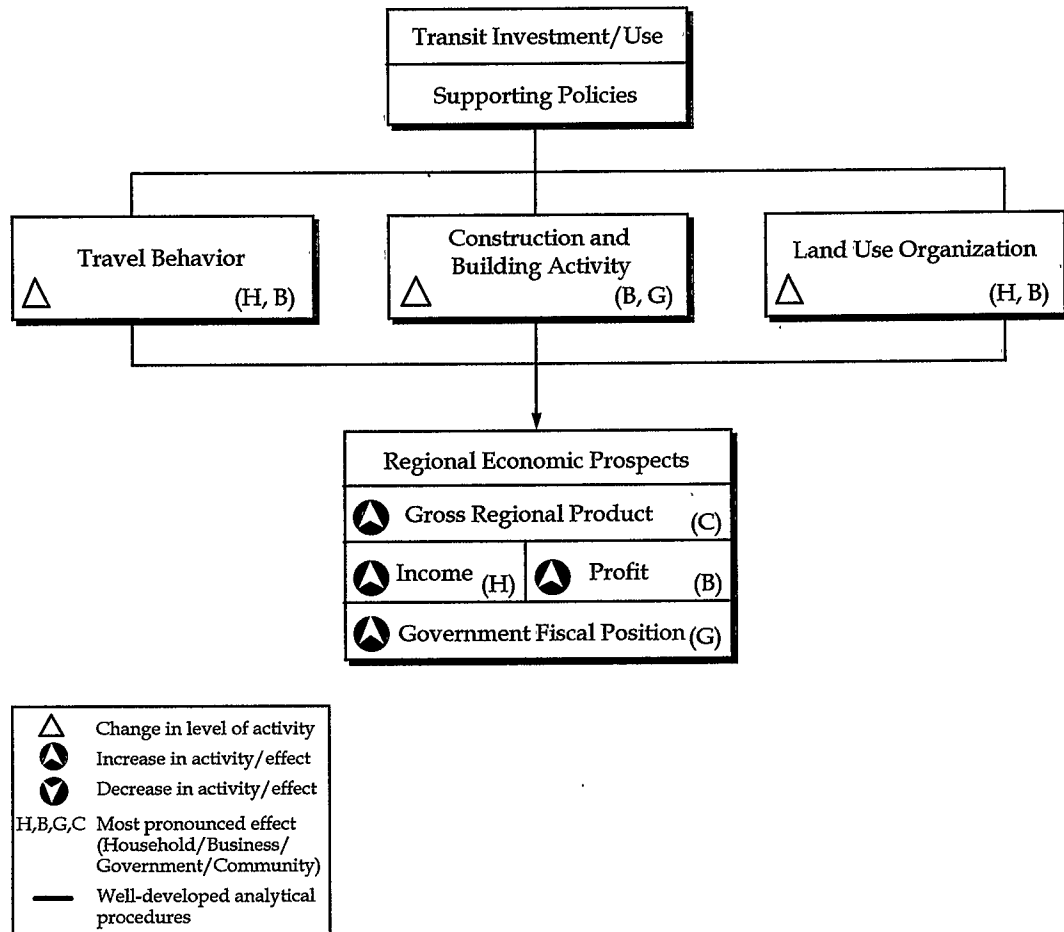 Transit Investment/Use
Supporting Policies
Travel Behavior
(H, B)
Construction and
Building Activity
(B, G)
Land Use Organization
(H, B)
Regional Economic Prospects
Gross Regional Product (C)
Income (H)
Profit (B)
Government Fiscal Position (G)
Change in level of activity
Increase in activity/effect
Decrease in activity/effect
H,B,G,C Most pronounced effect
(Household/Business/
Government/Community)
Well-developed analytical
procedures